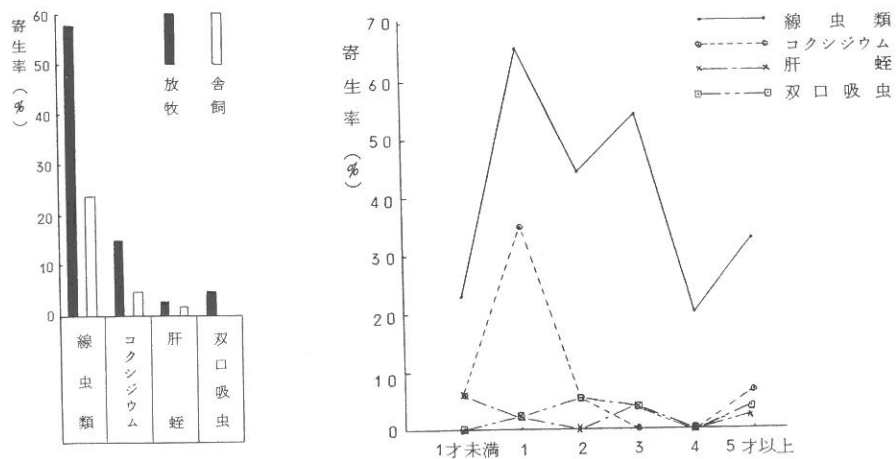 寄生率(%)
60
50
40
30
20
10
0
放牧
舎飼
線虫類
コクシジウム
肝蛭
双口吸虫
寄生率(%)
70
60
50
40
30
20
10
0
1才未満 1 2 3 4 5才以上
線虫類
コクシジウム
肝蛭
双口吸虫